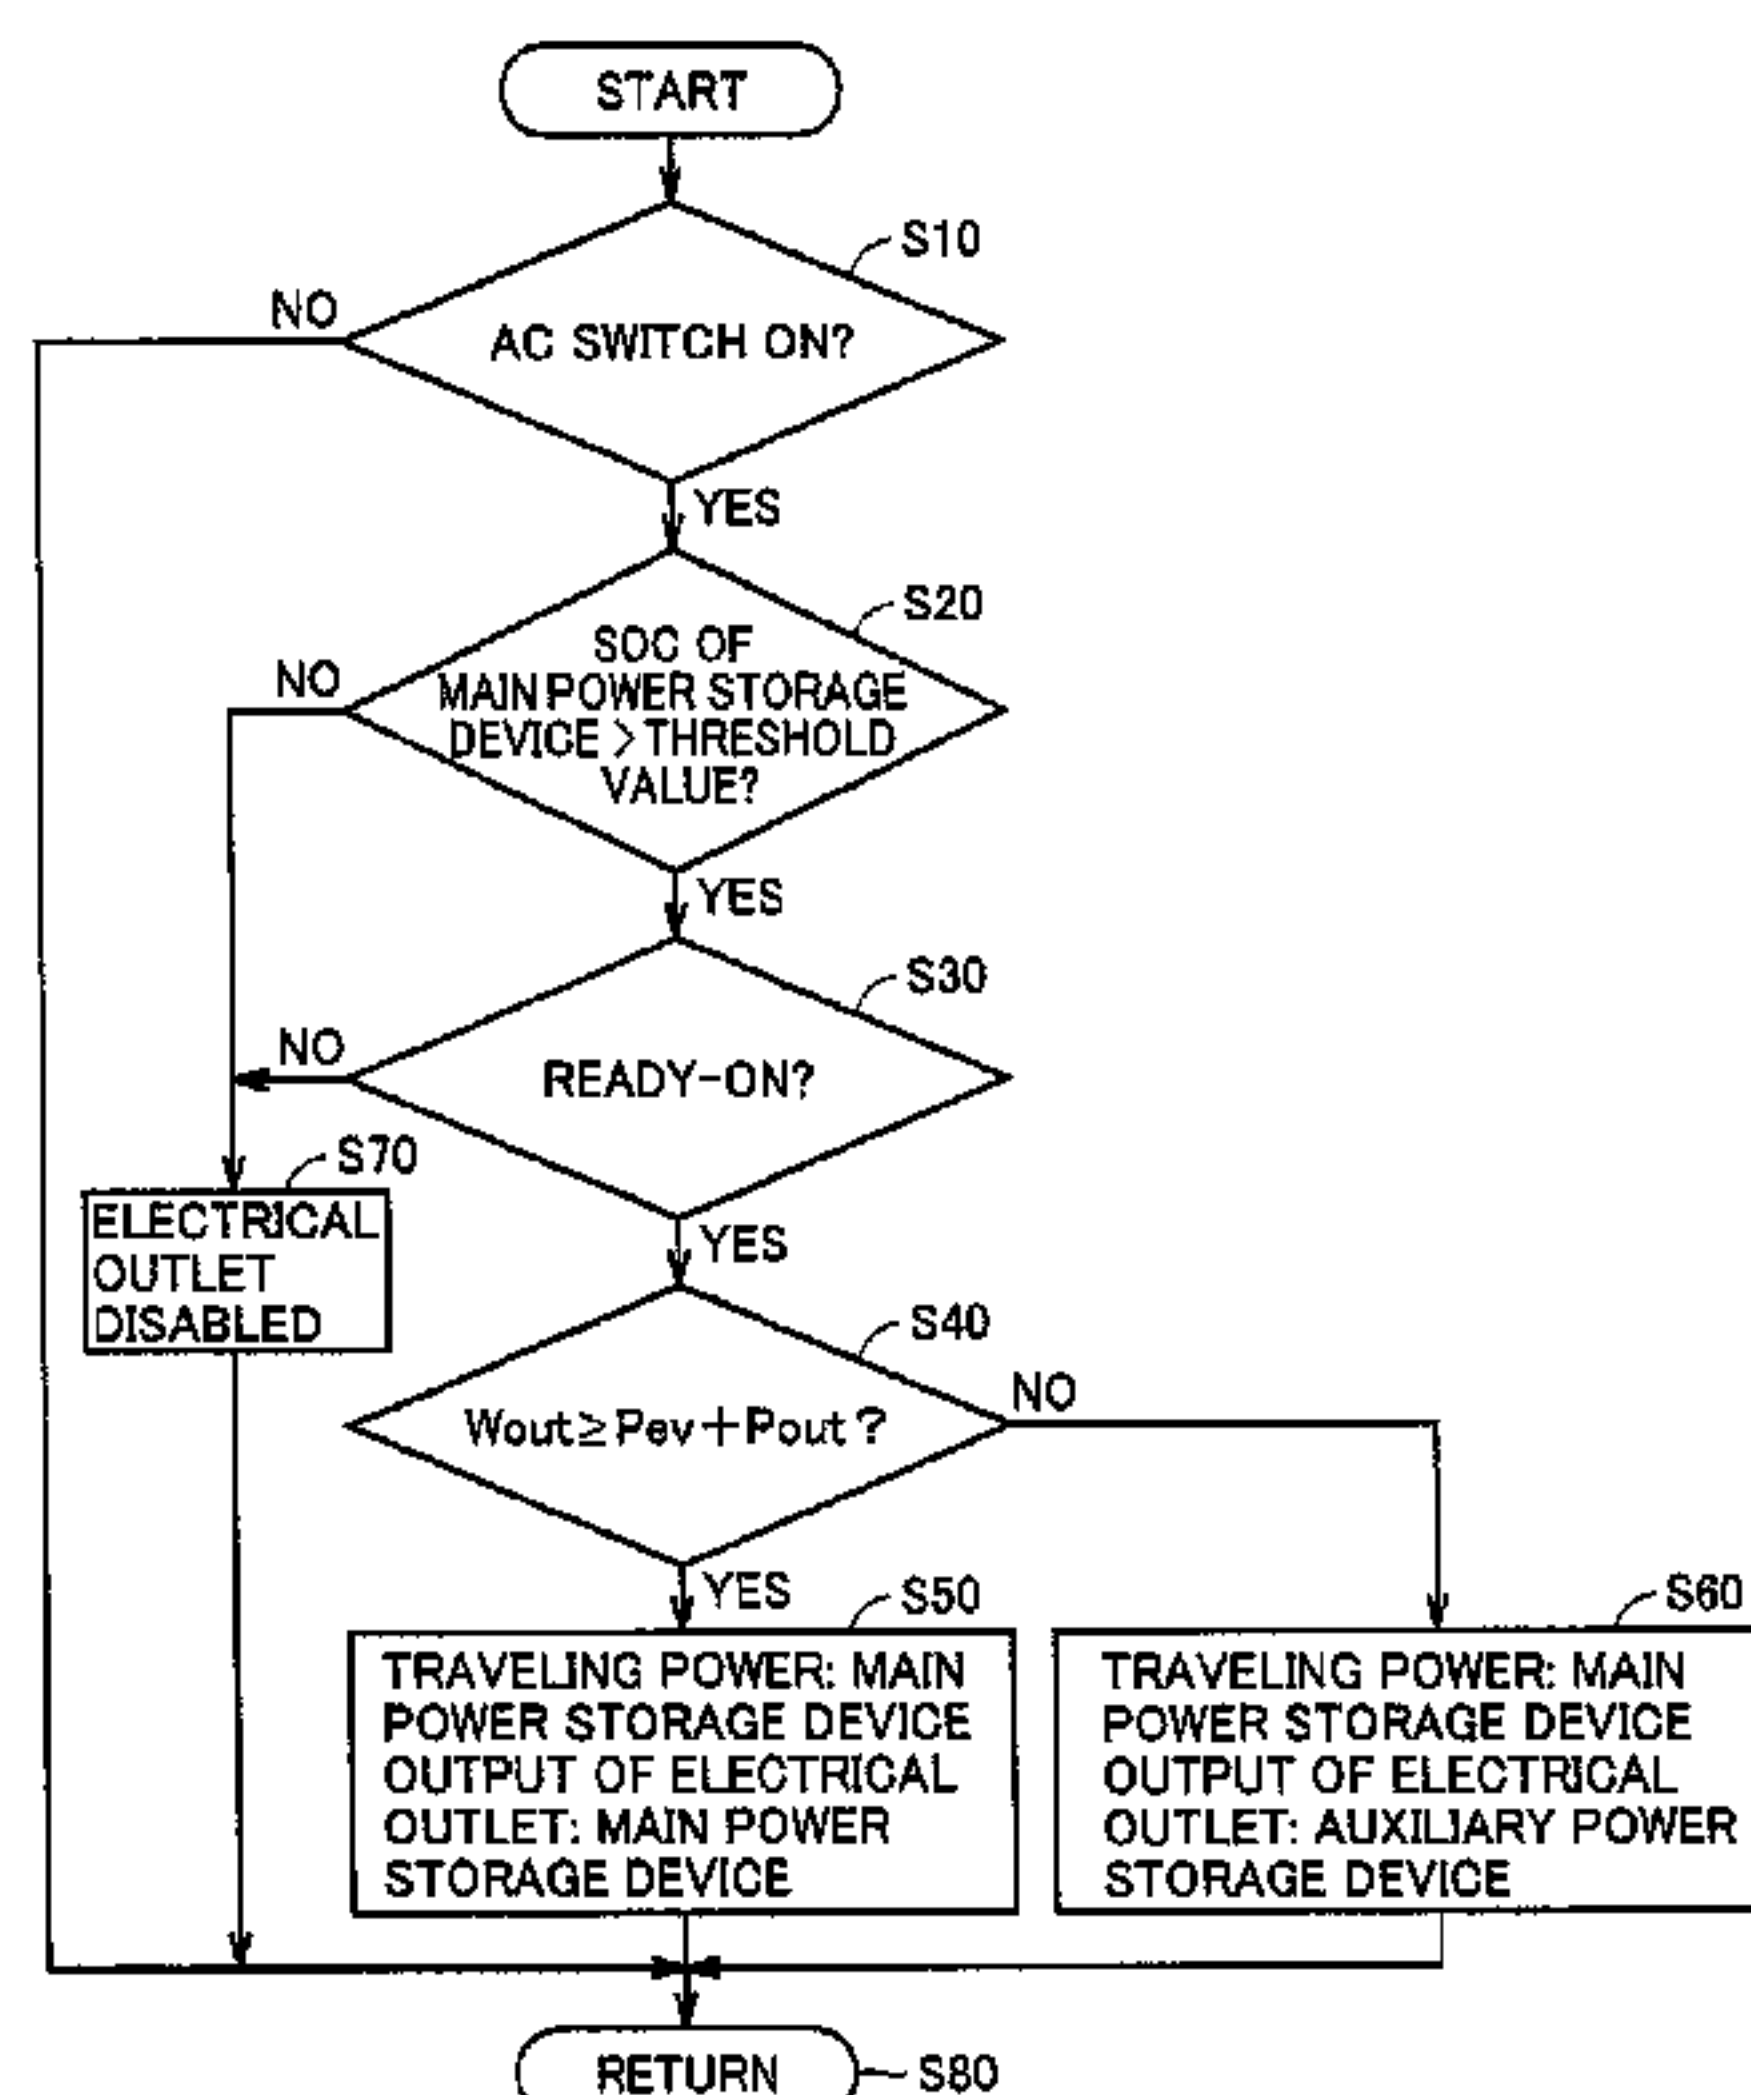 START
S10
NO
AC SWITCH ON?
YES
S20
NO
SOC OF
MAIN POWER STORAGE
DEVICE > THRESHOLD
VALUE?
YES
S30
NO
READY-ON?
S70
ELECTRICAL
OUTLET
DISABLED
YES
S40
NO
Wout≥Pev+Pout?
YES
S50
TRAVELING POWER: MAIN
POWER STORAGE DEVICE
OUTPUT OF ELECTRICAL
OUTLET: MAIN POWER
STORAGE DEVICE
S60
TRAVELING POWER: MAIN
POWER STORAGE DEVICE
OUTPUT OF ELECTRICAL
OUTLET: AUXILIARY POWER
STORAGE DEVICE
RETURN
S80